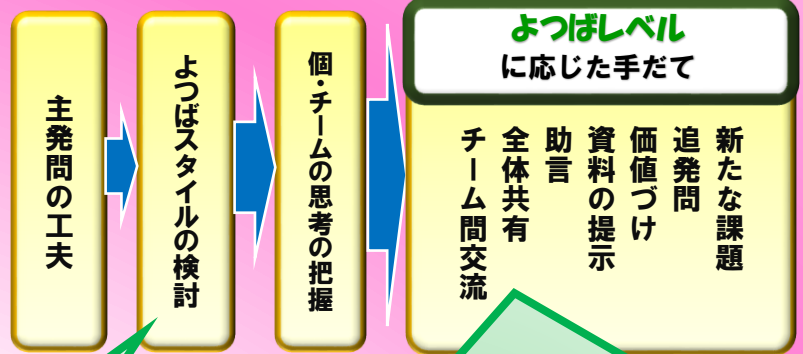 主発問の工夫
よつばスタイルの検討
個・チームの思考の把握
よつばレベル
に応じた手だて
新たな課題
追発問
価値づけ
資料の提示
助言
全体共有
チーム間交流